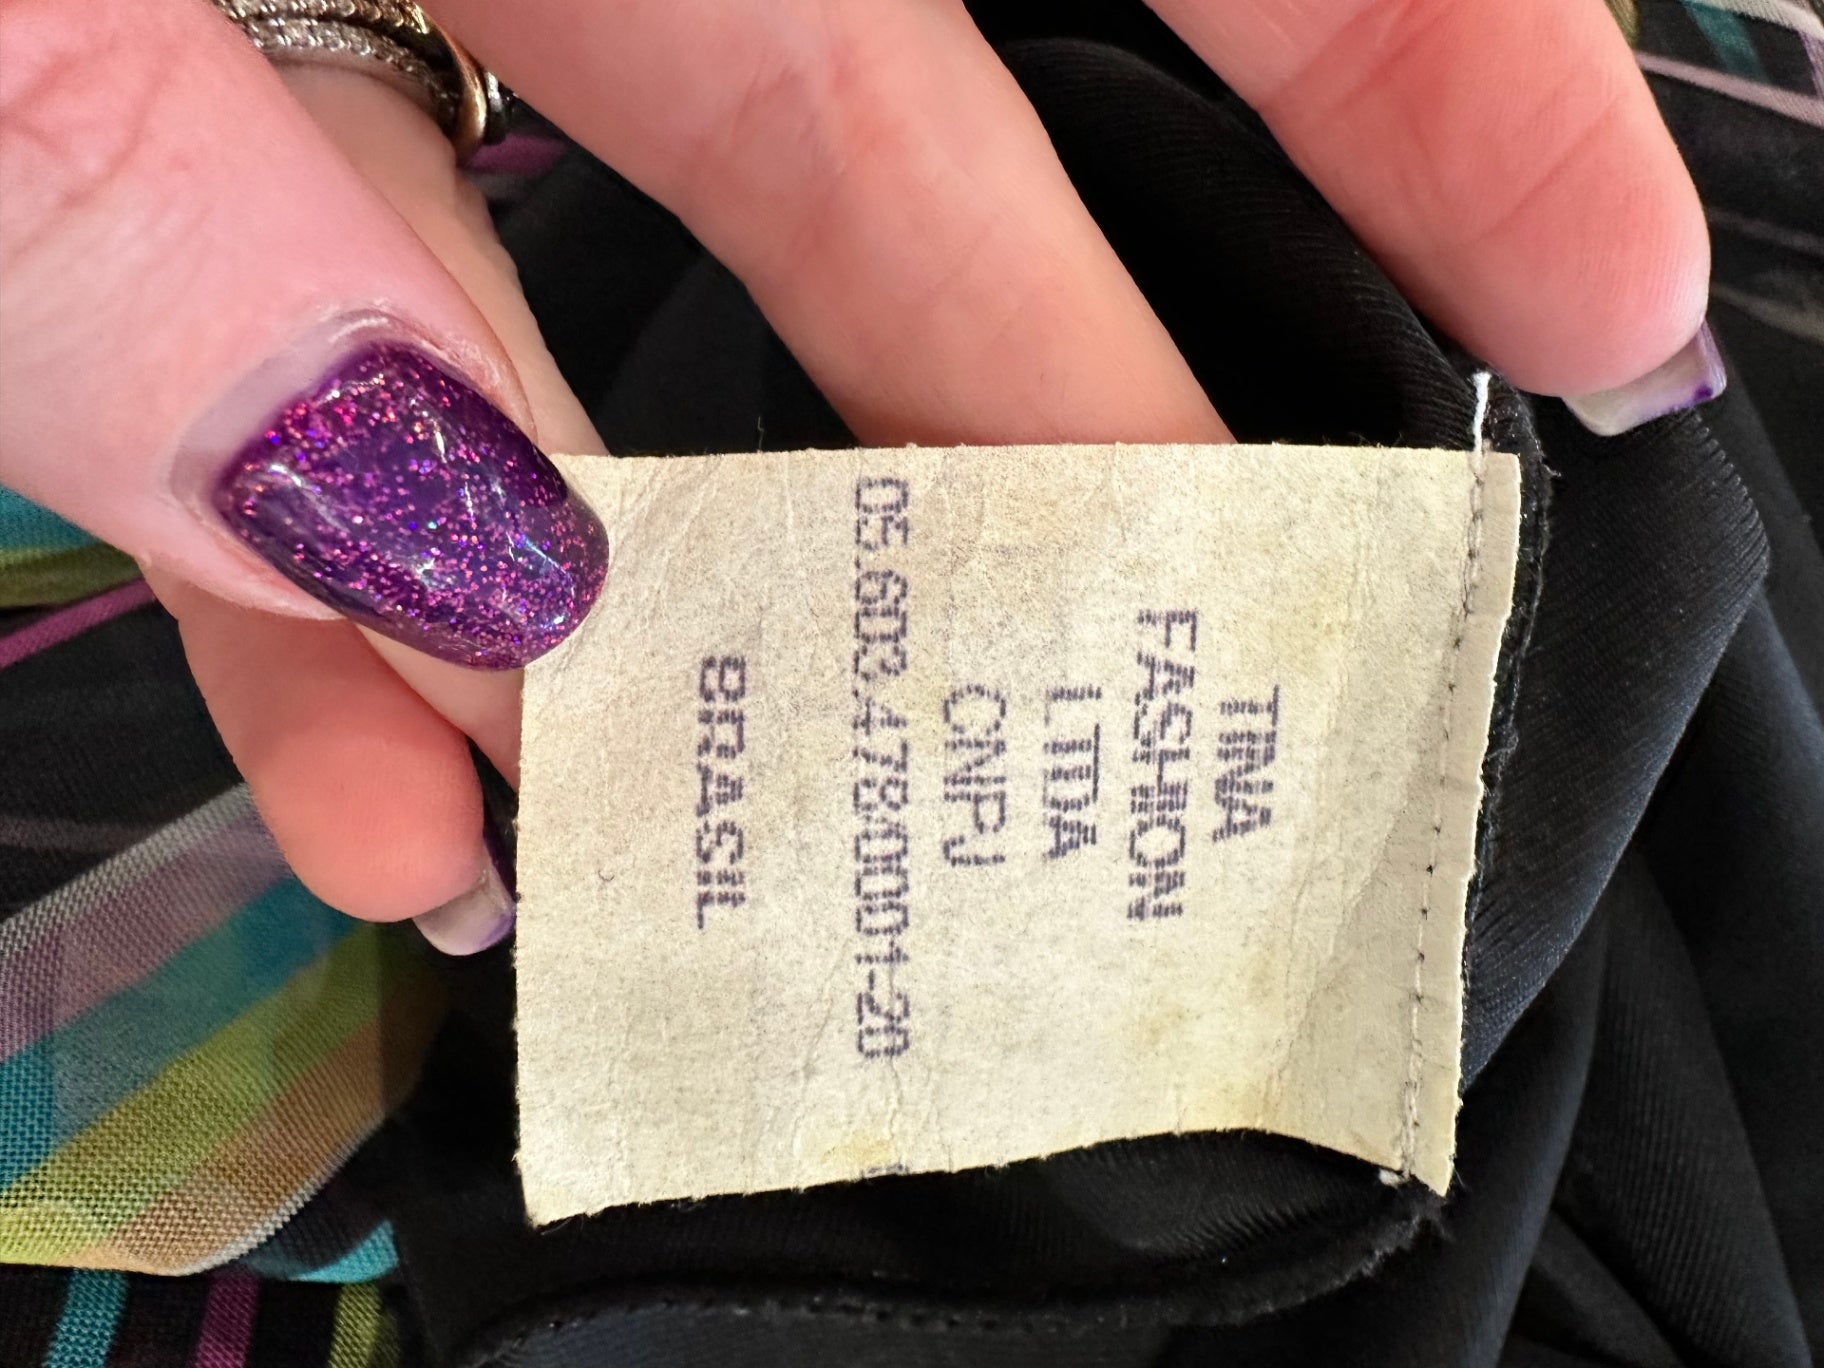 TINA
FASHION
LTDA
CNPJ
05.603.478/0001-20
BRASIL